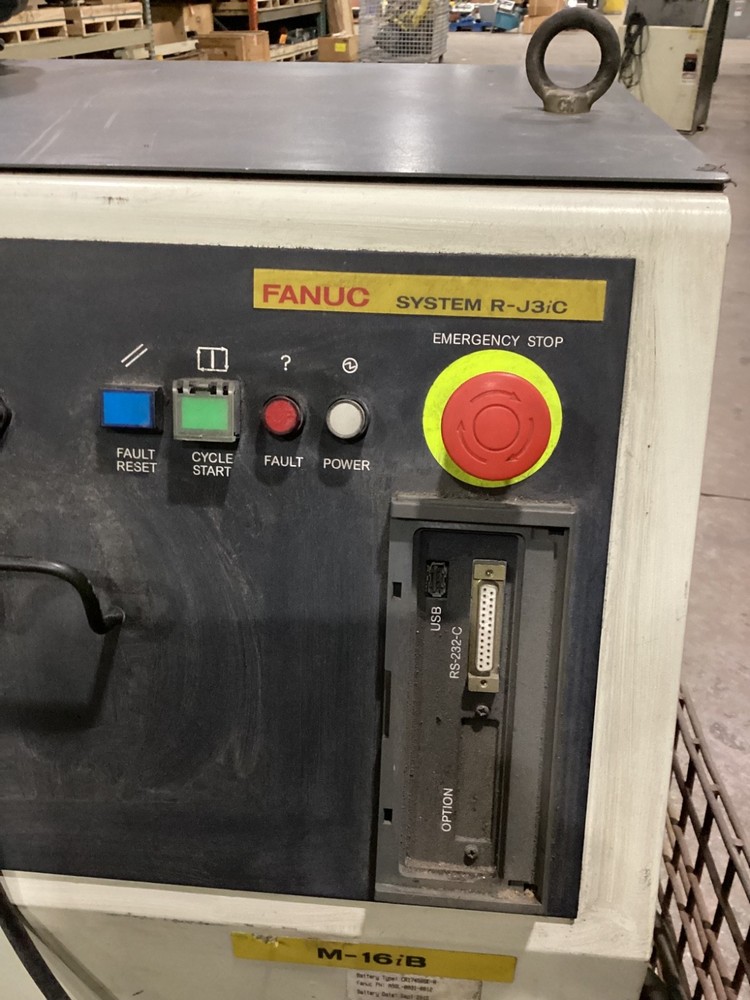 FANUC SYSTEM R-J3iC
EMERGENCY STOP
?
FAULT RESET
CYCLE START
FAULT
POWER
USB
RS-232-C
OPTION
M-16iB